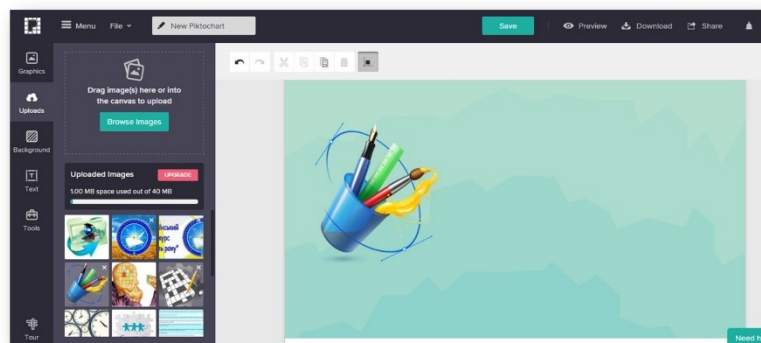 Menu File New Piktochart Save Preview Download Share
Graphics
Drag image(s) here or into
the canvas to upload
Uploads
Browse Images
Background
Uploaded Images UPGRADE
Text
1.00 MB space used out of 40 MB
Tools
Tour
Need h